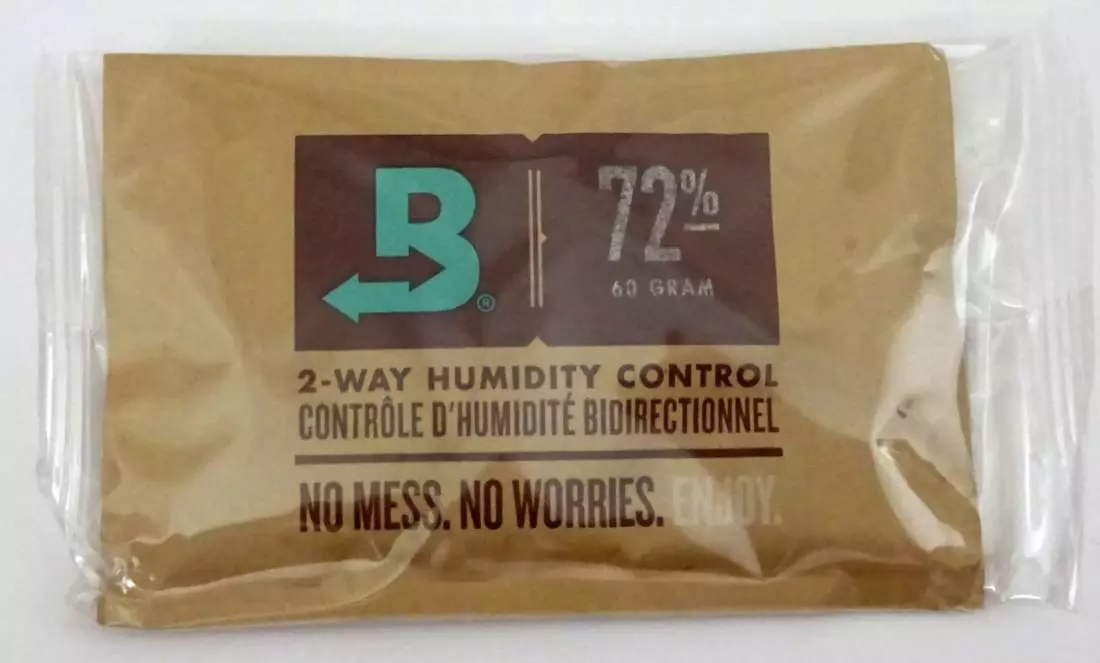 B®
72%
60 GRAM
2-WAY HUMIDITY CONTROL
CONTRÔLE D'HUMIDITÉ BIDIRECTIONNEL
NO MESS. NO WORRIES. ENJOY.